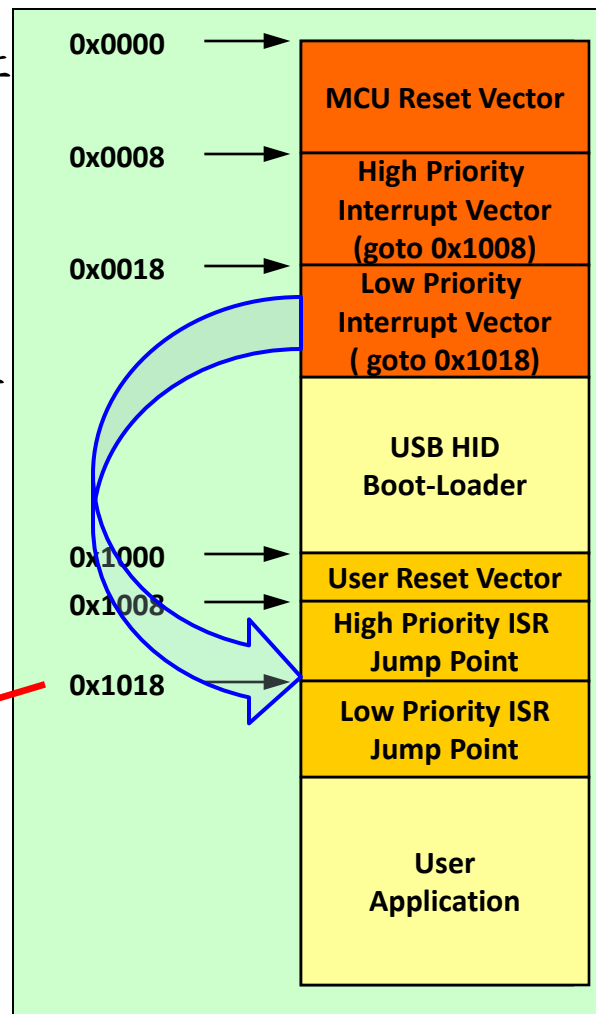 0x0000
MCU Reset Vector
0x0008
High Priority
Interrupt Vector
(goto 0x1008)
0x0018
Low Priority
Interrupt Vector
( goto 0x1018)
USB HID
Boot-Loader
0x1000
User Reset Vector
0x1008
High Priority ISR
Jump Point
0x1018
Low Priority ISR
Jump Point
User
Application